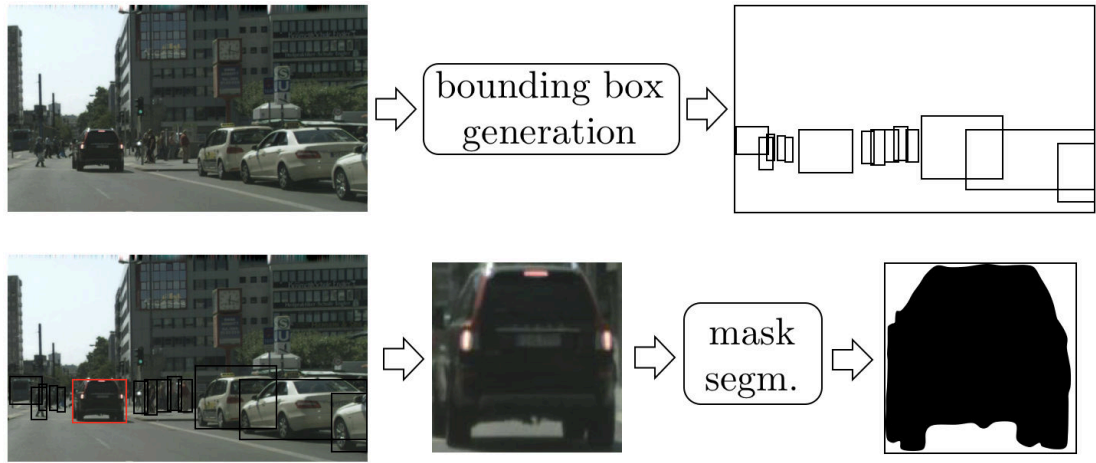 bounding box
generation
S
U
mask
segm.
S
U